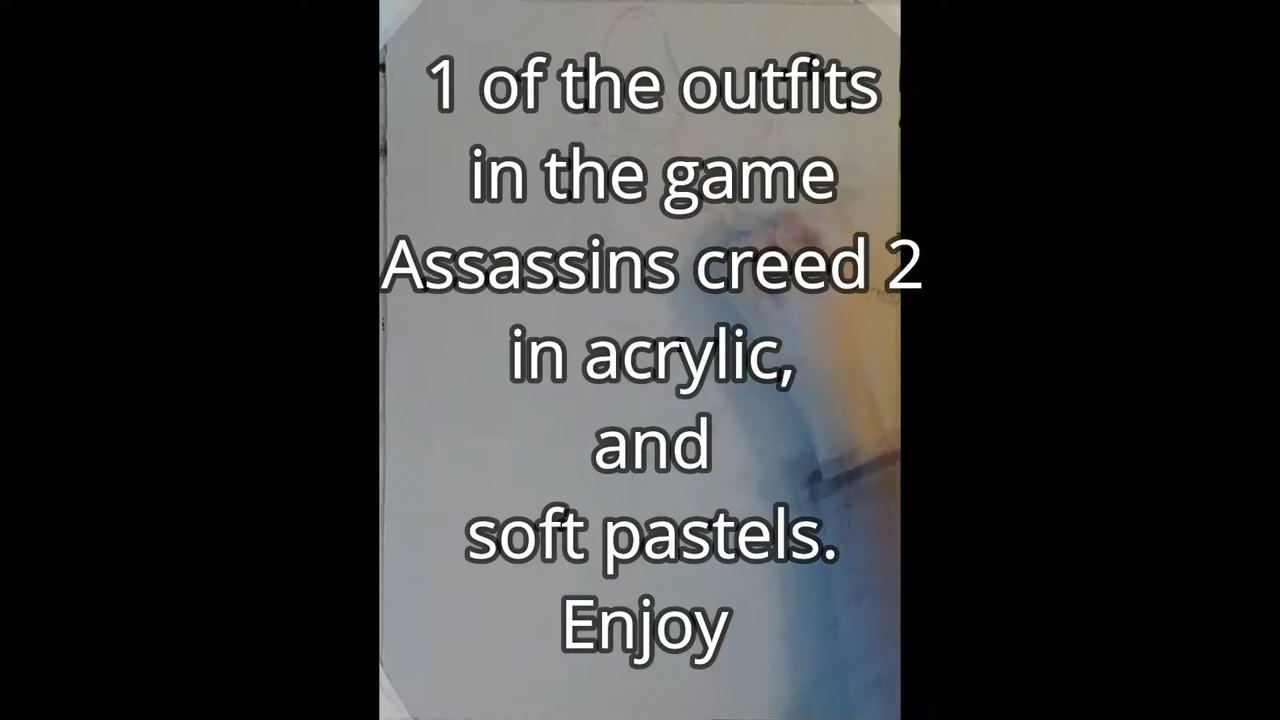 1 of the outfits
in the game
Assassins creed 2
in acrylic,
and
soft pastels.
Enjoy